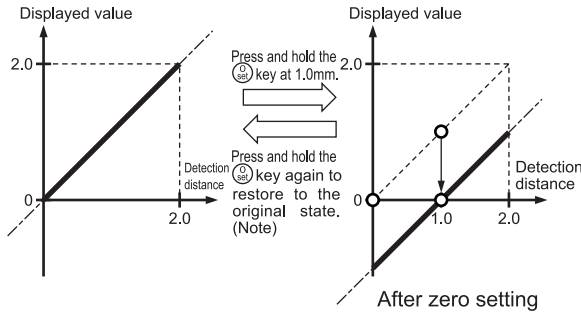 Displayed value
2.0
0
2.0
Detection
distance
Press and hold the
0 set key at 1.0mm.
Press and hold the
0 set key again to
restore to the
original state.
(Note)
Displayed value
2.0
0
1.0
2.0
Detection
distance
After zero setting